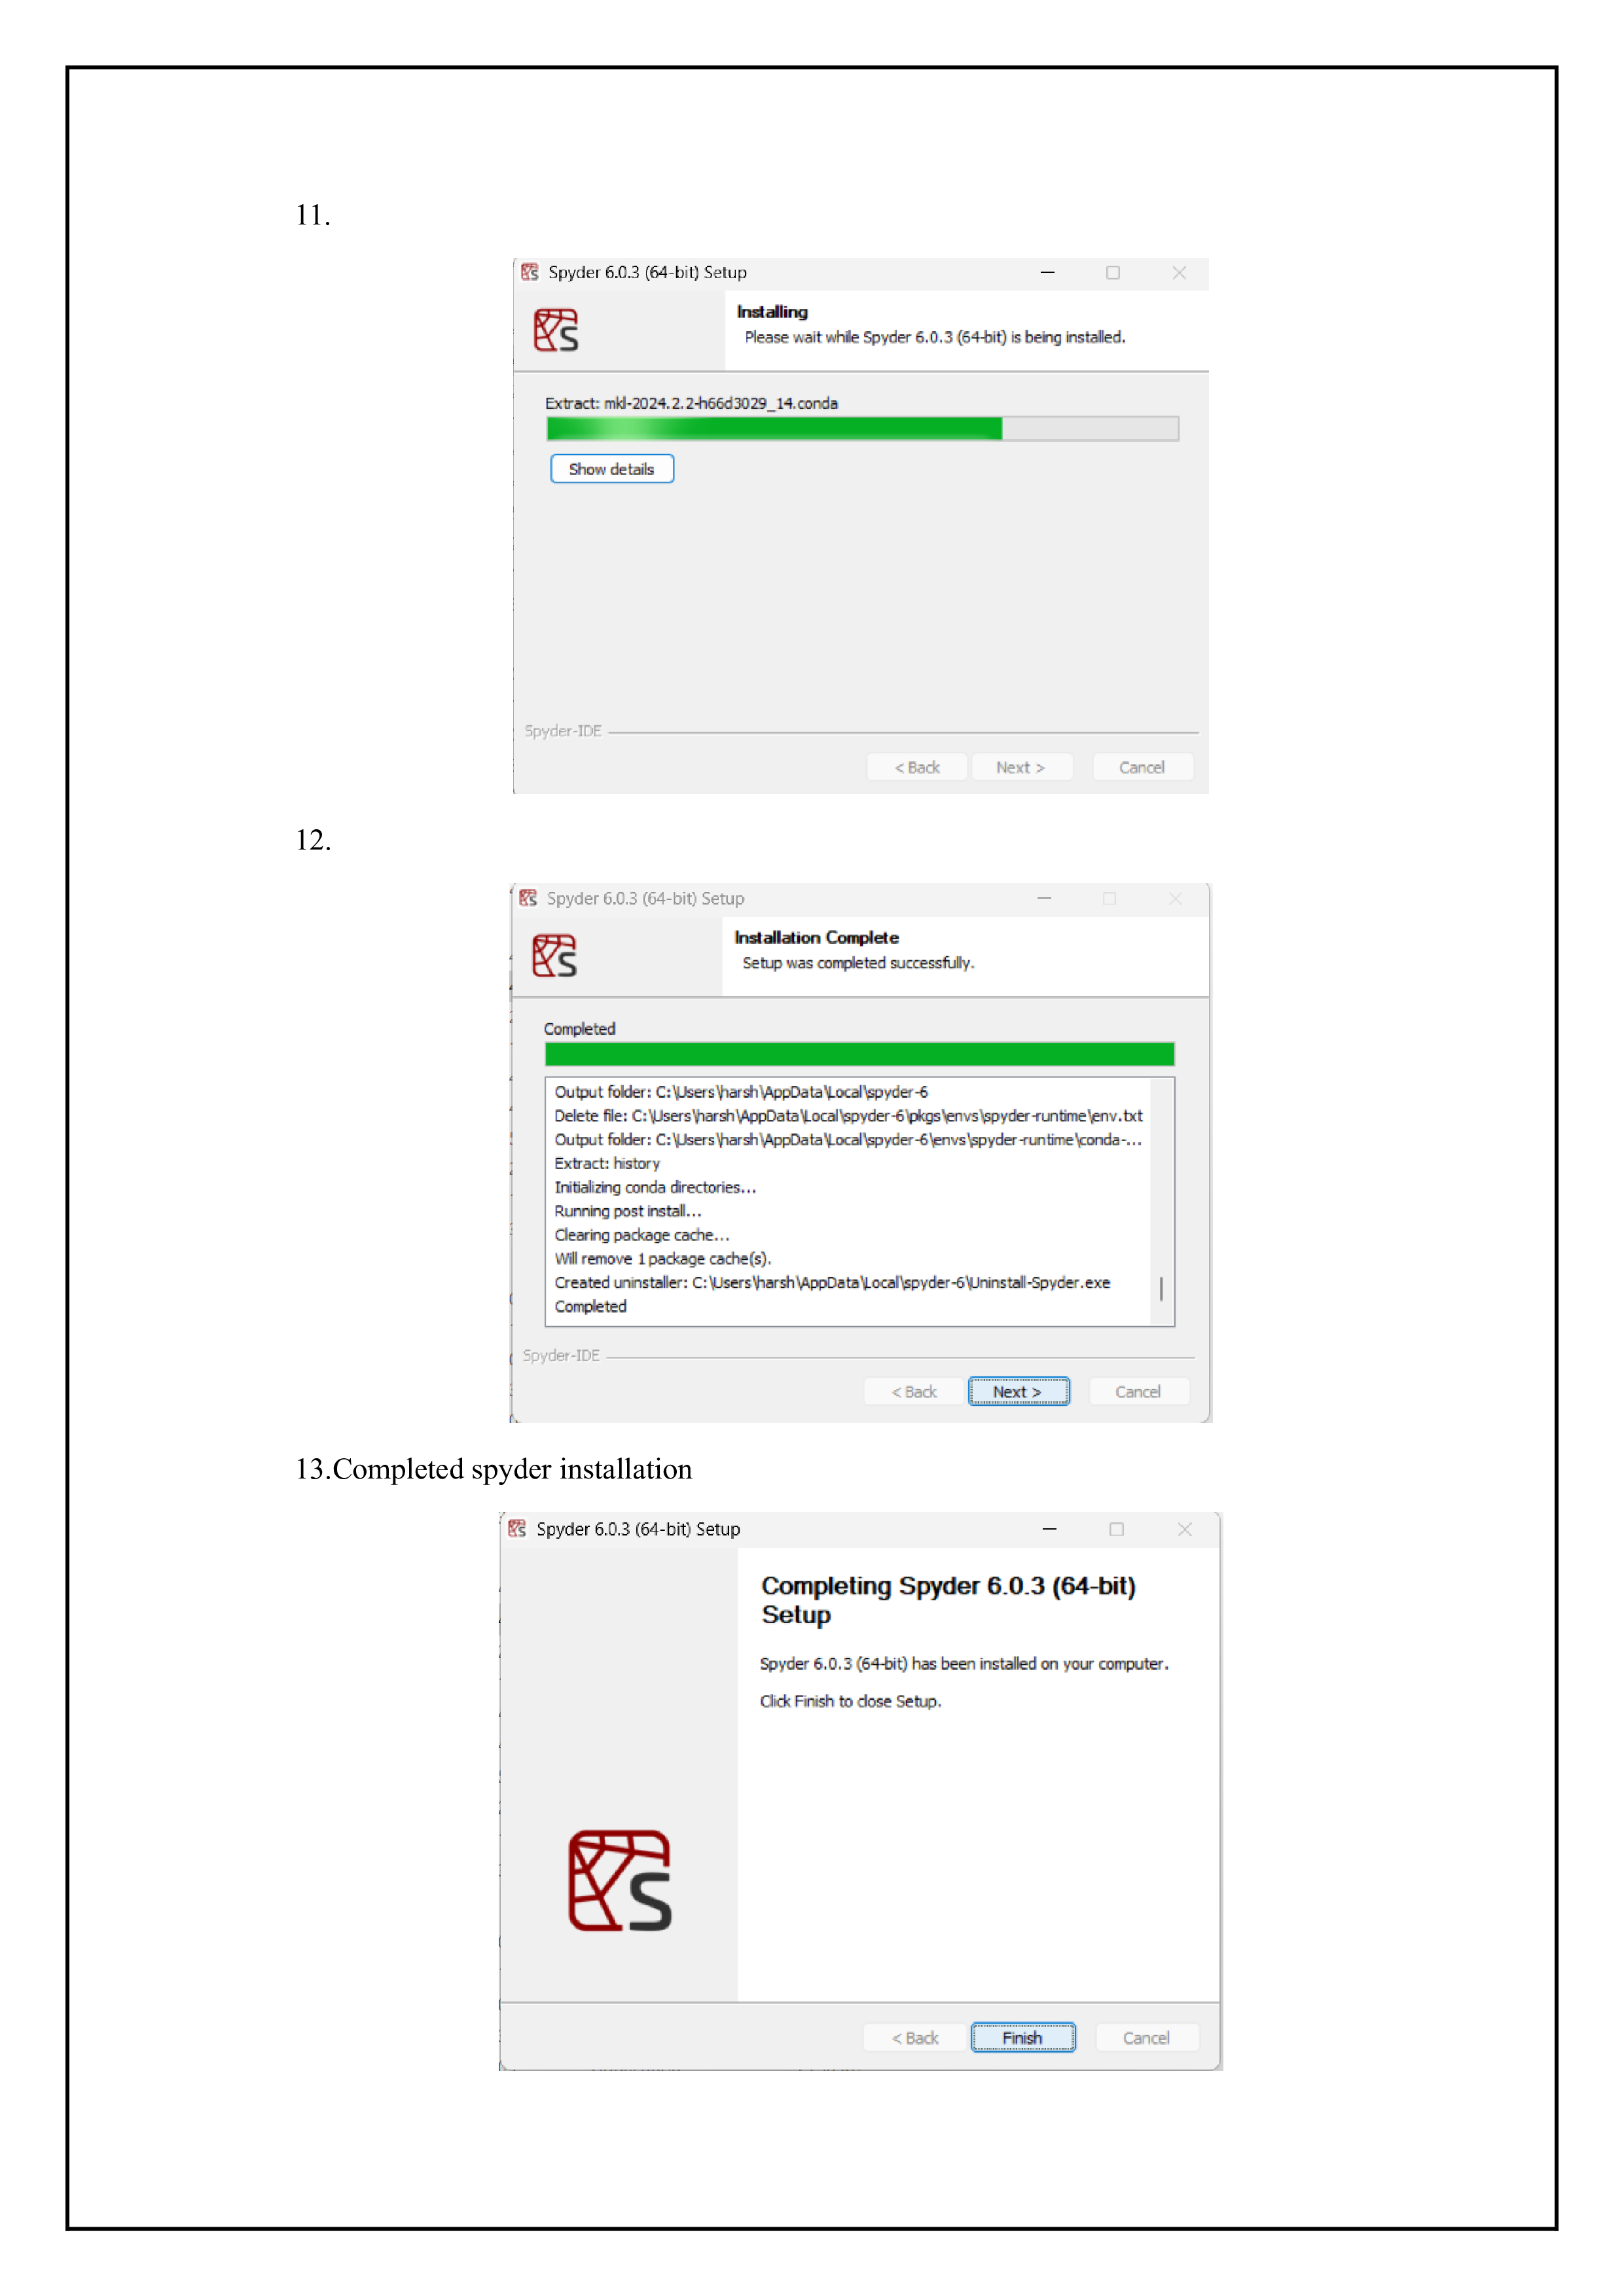 11.
Spyder 6.0.3 (64-bit) Setup
Installing
Please wait while Spyder 6.0.3 (64-bit) is being installed.
Extract: mkl-2024.2.2-h66d3029_14.conda
Show details
Spyder-IDE
< Back Next > Cancel
12.
Spyder 6.0.3 (64-bit) Setup
Installation Complete
Setup was completed successfully.
Completed
Output folder: C:\Users\harsh\AppData\Local\spyder-6
Delete file: C:\Users\harsh\AppData\Local\spyder-6\pkgs\envs\spyder-runtime\env.txt
Output folder: C:\Users\harsh\AppData\Local\spyder-6\envs\spyder-runtime\conda-...
Extract: history
Initializing conda directories...
Running post install...
Clearing package cache...
Will remove 1 package cache(s).
Created uninstaller: C:\Users\harsh\AppData\Local\spyder-6\Uninstall-Spyder.exe
Completed
Spyder-IDE
< Back Next > Cancel
13.Completed spyder installation
Spyder 6.0.3 (64-bit) Setup
Completing Spyder 6.0.3 (64-bit)
Setup
Spyder 6.0.3 (64-bit) has been installed on your computer.
Click Finish to close Setup.
S
< Back Finish Cancel